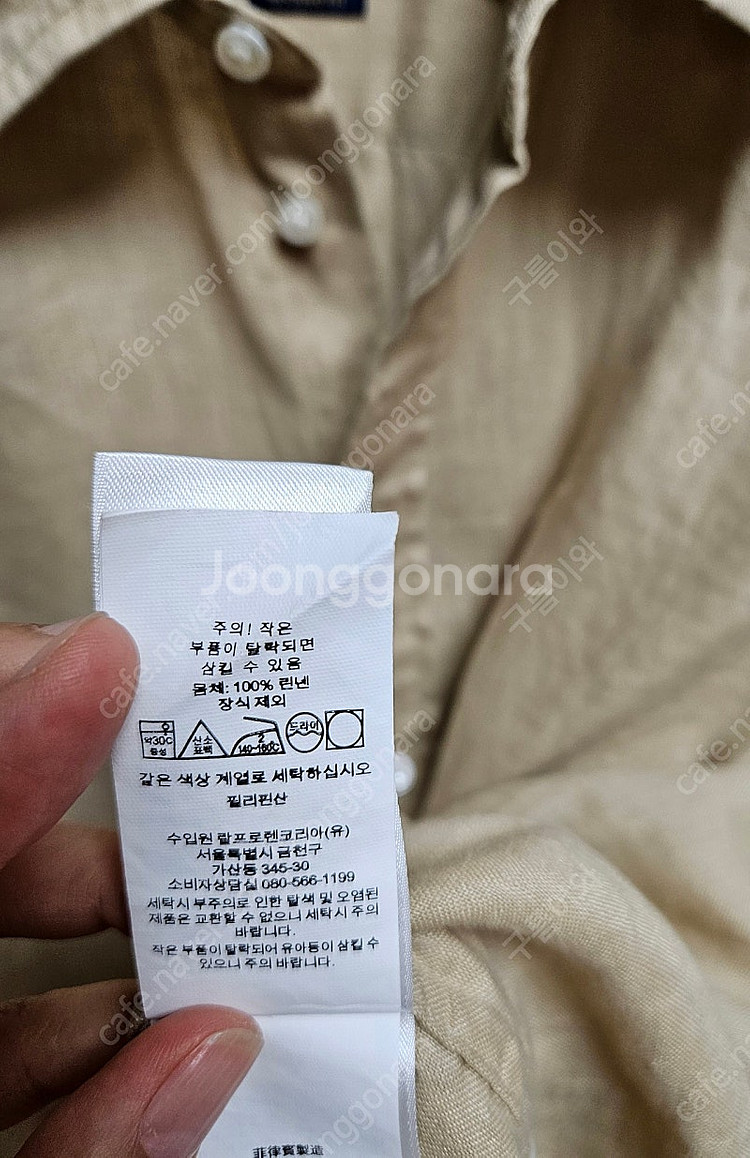 주의! 작은
부품이 탈락되면
삼킬 수 있음
몸체: 100% 린넨
장식 제외
약30℃ 중성
산소 표백
2 140~160℃
드라이
같은 색상 계열로 세탁하십시오
필리핀산
수입원 랄프로렌코리아(유)
서울특별시 금천구
가산동 345-30
소비자상담실 080-566-1199
세탁시 부주의로 인한 탈색 및 오염된
제품은 교환할 수 없으니 세탁시 주의
바랍니다.
작은 부품이 탈락되어 유아등이 삼킬 수
있으니 주의 바랍니다.
菲律賓製造
Joonggonara
cafe.naver.com/joonggonara
구름이와